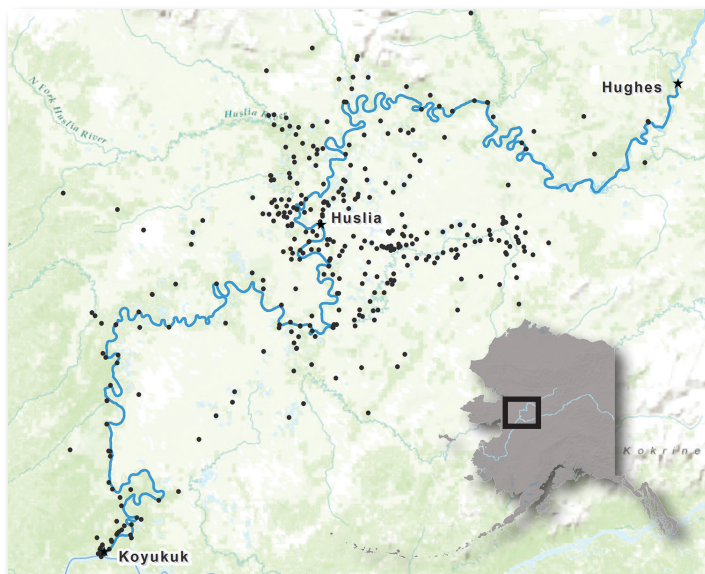 Hughes
N Fork Huslia River
Huslia River
Huslia
Kokrine
Koyukuk